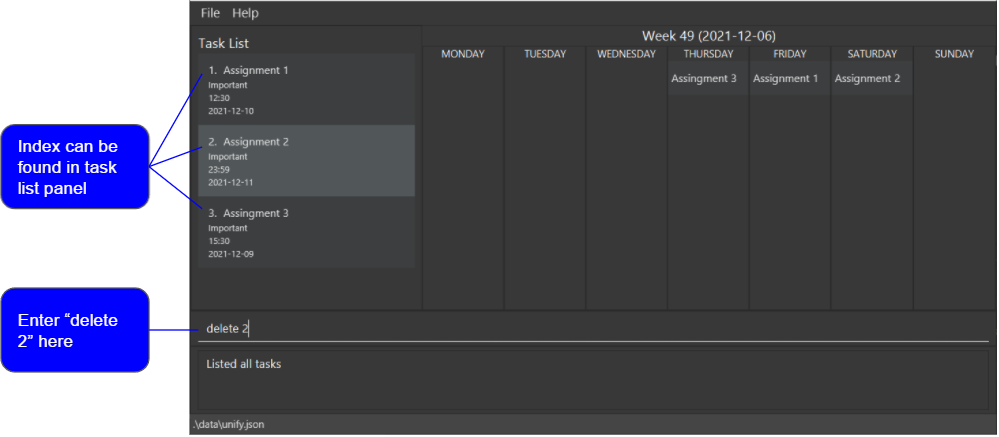 File Help
Task List
1. Assignment 1
Important
12:30
2021-12-10
2. Assignment 2
Important
23:59
2021-12-11
3. Assingment 3
Important
15:30
2021-12-09
Week 49 (2021-12-06)
MONDAY TUESDAY WEDNESDAY THURSDAY FRIDAY SATURDAY SUNDAY
Assingment 3 Assignment 1 Assignment 2
Index can be
found in task
list panel
Enter “delete
2” here
delete 2
Listed all tasks
.\data\unify.json